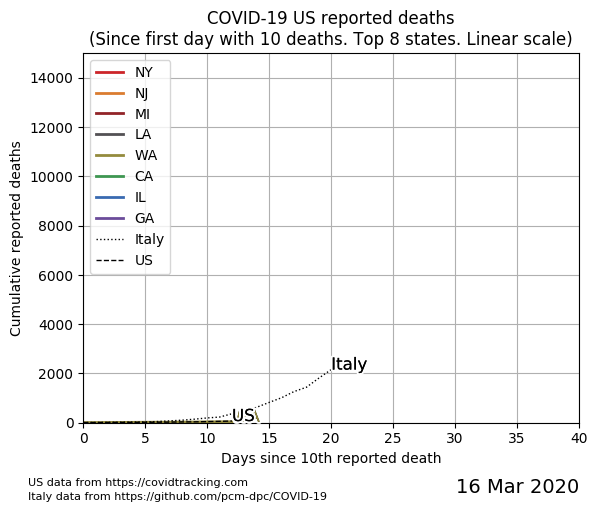 COVID-19 US reported deaths
(Since first day with 10 deaths. Top 8 states. Linear scale)
14000
12000
10000
8000
6000
4000
2000
0
Cumulative reported deaths
NY
NJ
MI
LA
WA
CA
IL
GA
Italy
US
Italy
US
0 5 10 15 20 25 30 35 40
Days since 10th reported death
US data from https://covidtracking.com
Italy data from https://github.com/pcm-dpc/COVID-19
16 Mar 2020